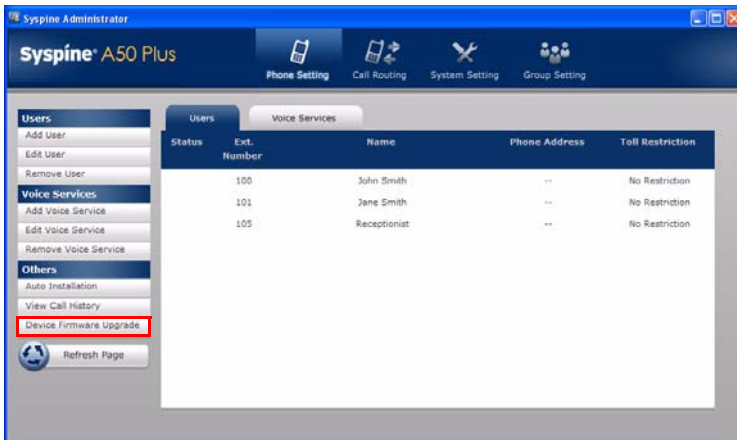 Syspine Administrator
Syspine® A50 Plus
Phone Setting
Call Routing
System Setting
Group Setting
Users
Add User
Edit User
Remove User
Voice Services
Add Voice Service
Edit Voice Service
Remove Voice Service
Others
Auto Installation
View Call History
Device Firmware Upgrade
Refresh Page
Users
Voice Services
Status Ext. Number Name Phone Address Toll Restriction
100 John Smith -- No Restriction
101 Jane Smith -- No Restriction
105 Receptionist -- No Restriction